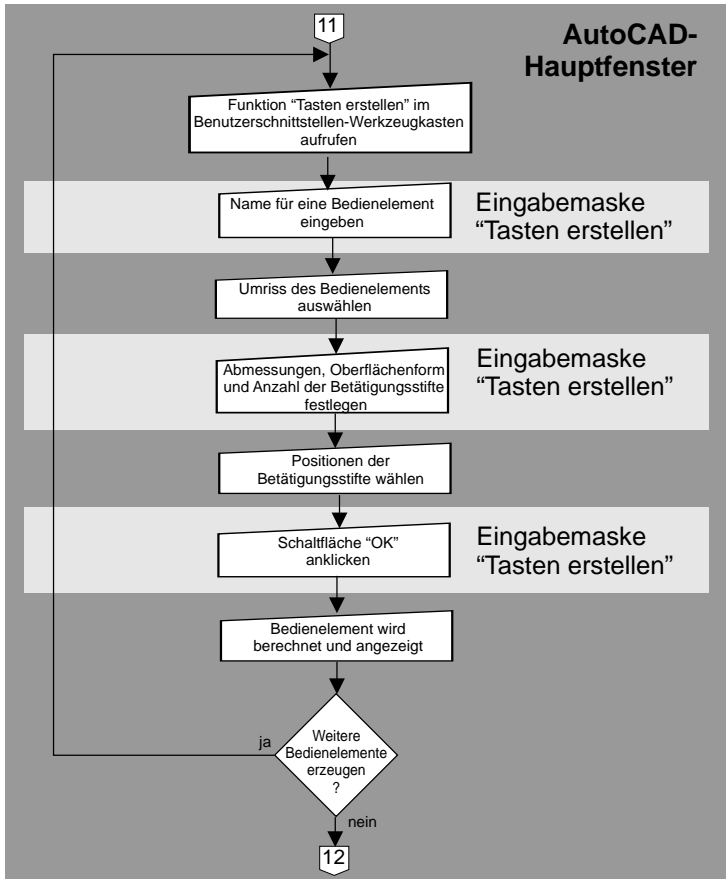 11
AutoCAD-
Hauptfenster
Funktion “Tasten erstellen” im
Benutzerschnittstellen-Werkzeugkasten
aufrufen
Name für eine Bedienelement
eingeben
Eingabemaske
“Tasten erstellen”
Umriss des Bedienelements
auswählen
Abmessungen, Oberflächenform
und Anzahl der Betätigungsstifte
festlegen
Eingabemaske
“Tasten erstellen”
Positionen der
Betätigungsstifte wählen
Schaltfläche “OK”
anklicken
Eingabemaske
“Tasten erstellen”
Bedienelement wird
berechnet und angezeigt
ja
Weitere
Bedienelemente
erzeugen
?
nein
12